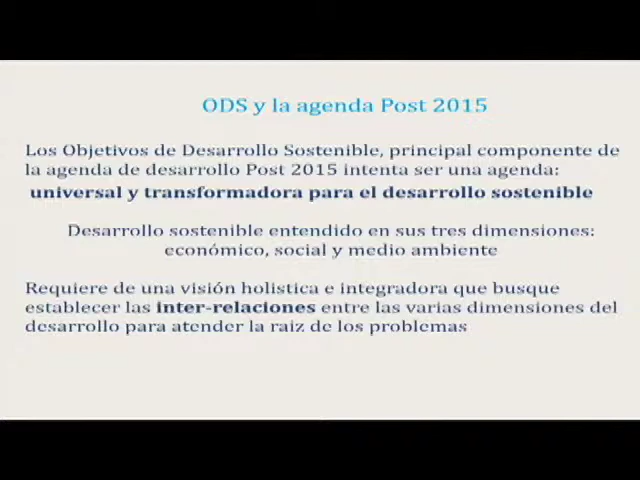 ODS y la agenda Post 2015
Los Objetivos de Desarrollo Sostenible, principal componente de
la agenda de desarrollo Post 2015 intenta ser una agenda:
universal y transformadora para el desarrollo sostenible
Desarrollo sostenible entendido en sus tres dimensiones:
económico, social y medio ambiente
Requiere de una visión holistica e integradora que busque
establecer las inter-relaciones entre las varias dimensiones del
desarrollo para atender la raiz de los problemas